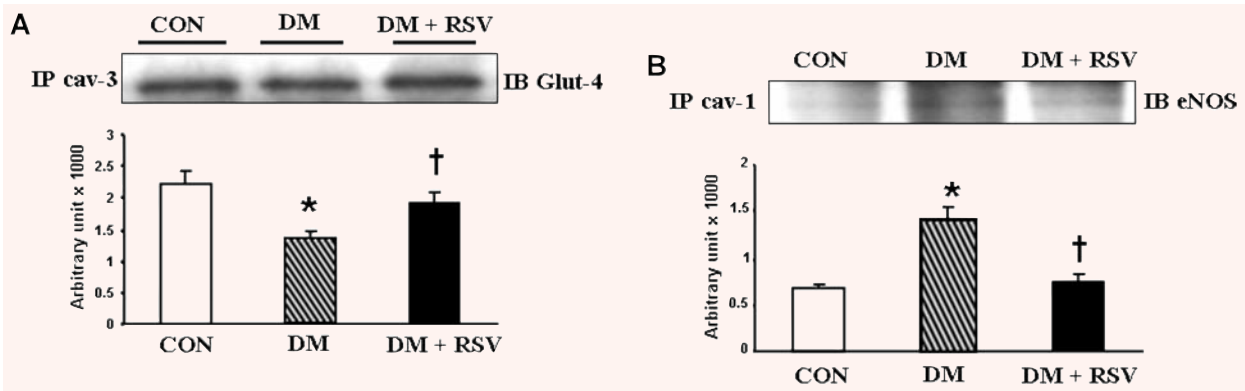 A
CON DM DM + RSV
IP cav-3 IB Glut-4
Arbitrary unit × 1000
3
2.5
2
1.5
1
0.5
0
*
†
CON DM DM + RSV
B
CON DM DM + RSV
IP cav-1 IB eNOS
Arbitrary unit × 1000
2
1.5
1
0.5
0
*
†
CON DM DM + RSV